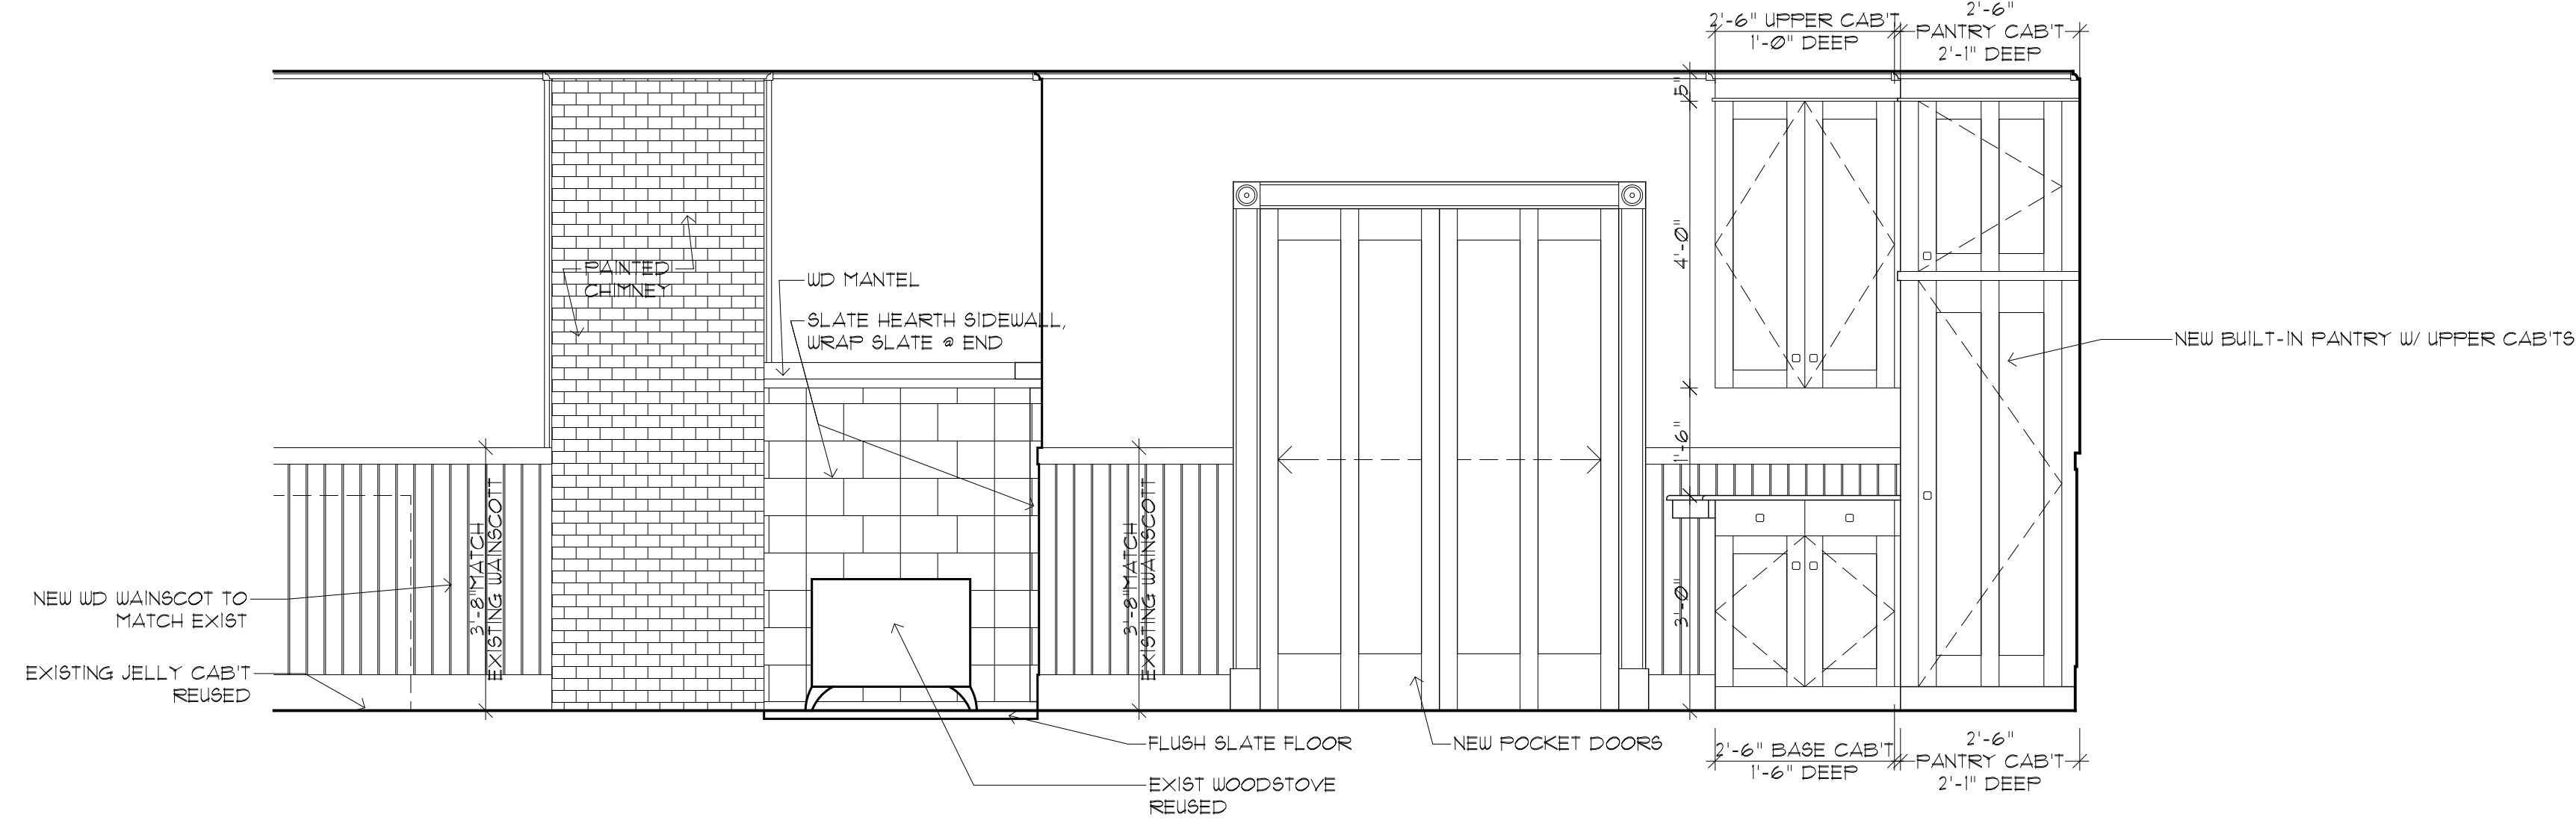 2'-6" UPPER CAB'T
1'-0" DEEP
2'-6"
PANTRY CAB'T
2'-1" DEEP
5"
4'-0"
1'-6"
3'-0"
PAINTED
CHIMNEY
WD MANTEL
SLATE HEARTH SIDEWALL,
WRAP SLATE @ END
NEW BUILT-IN PANTRY W/ UPPER CAB'TS
3'-8" MATCH
EXISTING WAINSCOTT
3'-8" MATCH
EXISTING WAINSCOTT
NEW WD WAINSCOT TO
MATCH EXIST
EXISTING JELLY CAB'T
REUSED
FLUSH SLATE FLOOR
EXIST WOODSTOVE
REUSED
NEW POCKET DOORS
2'-6" BASE CAB'T
1'-6" DEEP
2'-6"
PANTRY CAB'T
2'-1" DEEP